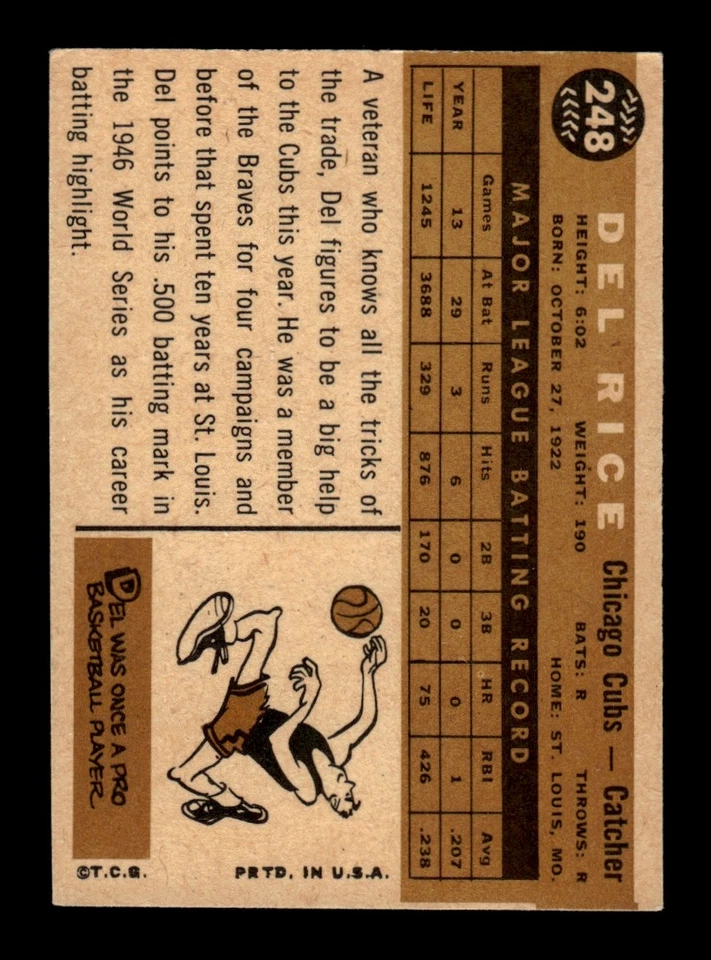 248
DEL RICE Chicago Cubs — Catcher
HEIGHT: 6:02 WEIGHT: 190 BATS: R THROWS: R
BORN: OCTOBER 27, 1922 HOME: ST. LOUIS, MO.
MAJOR LEAGUE BATTING RECORD
Games At Bat Runs Hits 2B 3B HR RBI Avg
YEAR 13 29 3 6 0 0 0 1 .207
LIFE 1245 3688 329 876 170 20 75 426 .238
A veteran who knows all the tricks of
the trade, Del figures to be a big help
to the Cubs this year. He was a member
of the Braves for four campaigns and
before that spent ten years at St. Louis.
Del points to his .500 batting mark in
the 1946 World Series as his career
batting highlight.
DEL WAS ONCE A PRO
BASKETBALL PLAYER
©T.C.G. PRTD. IN U.S.A.